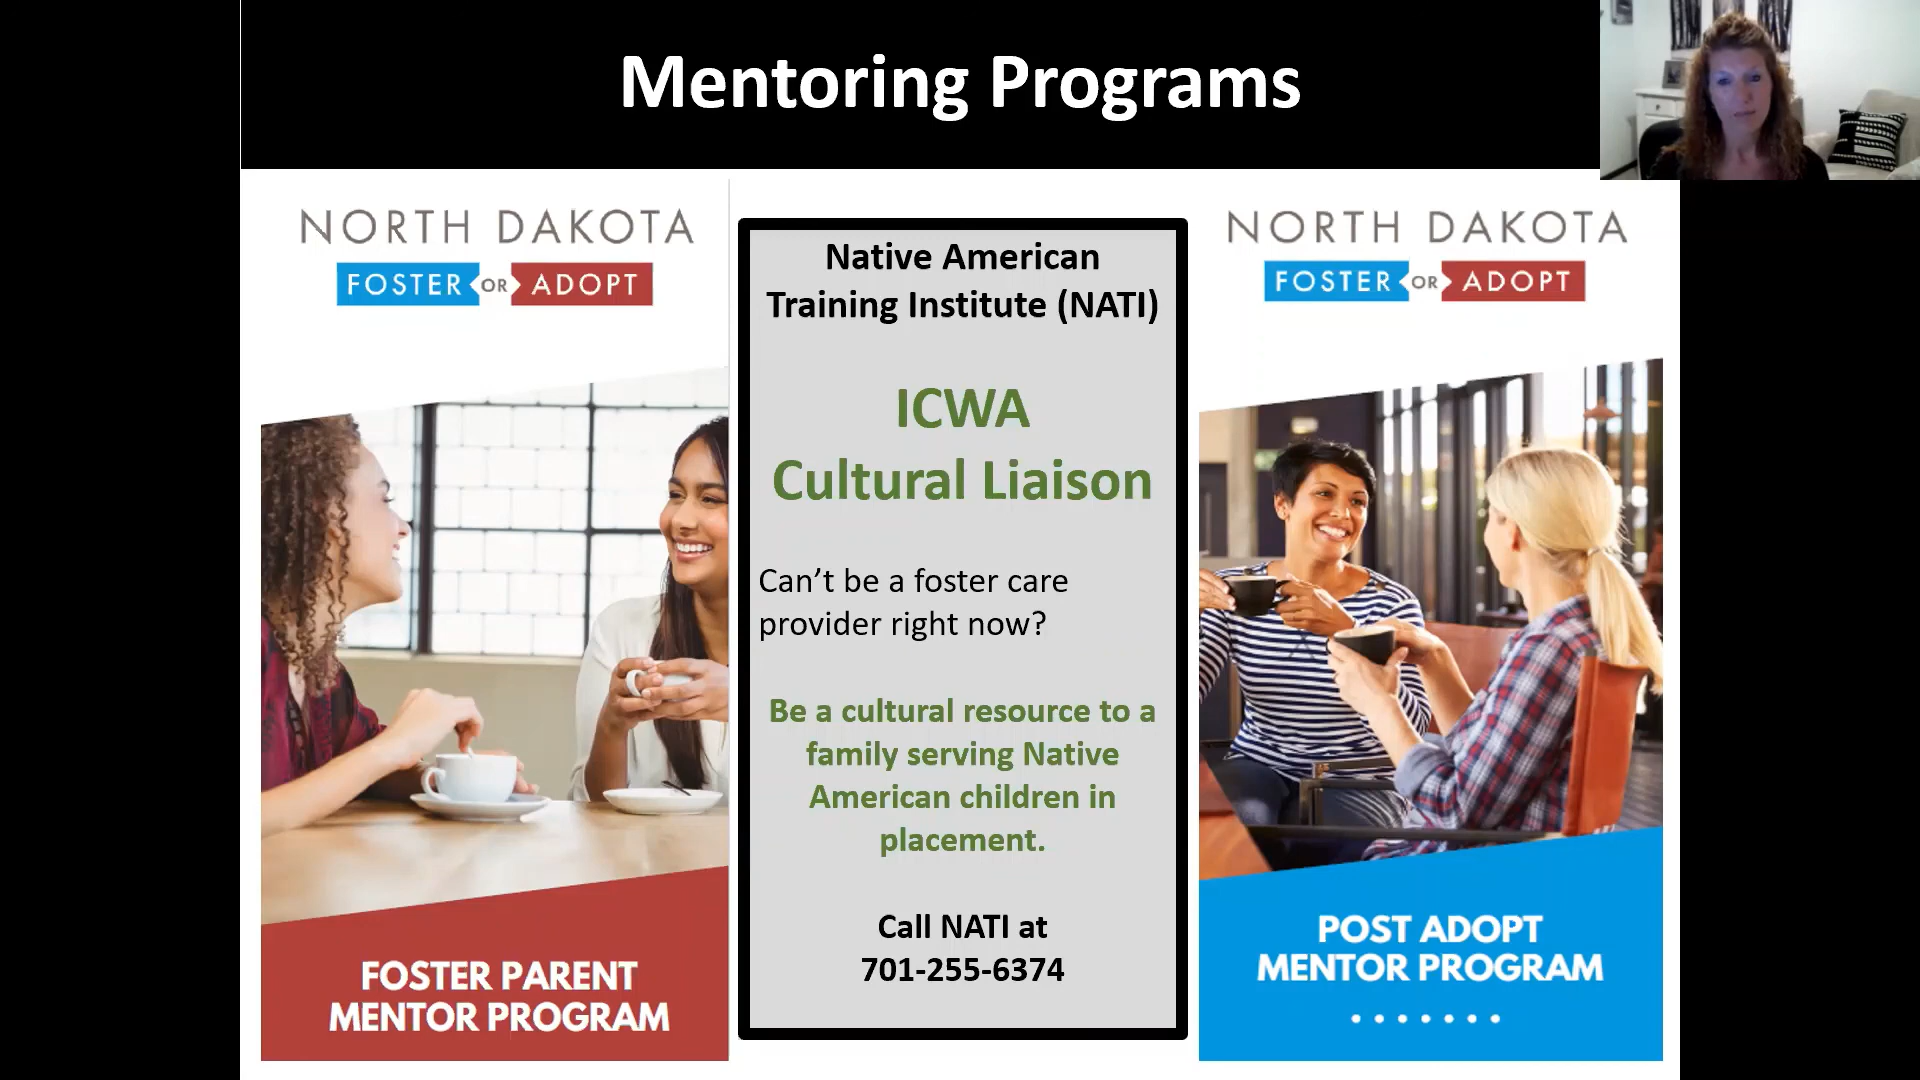 Mentoring Programs
NORTH DAKOTA
FOSTER OR ADOPT
FOSTER PARENT
MENTOR PROGRAM
Native American
Training Institute (NATI)
ICWA
Cultural Liaison
Can’t be a foster care
provider right now?
Be a cultural resource to a
family serving Native
American children in
placement.
Call NATI at
701-255-6374
NORTH DAKOTA
FOSTER OR ADOPT
POST ADOPT
MENTOR PROGRAM